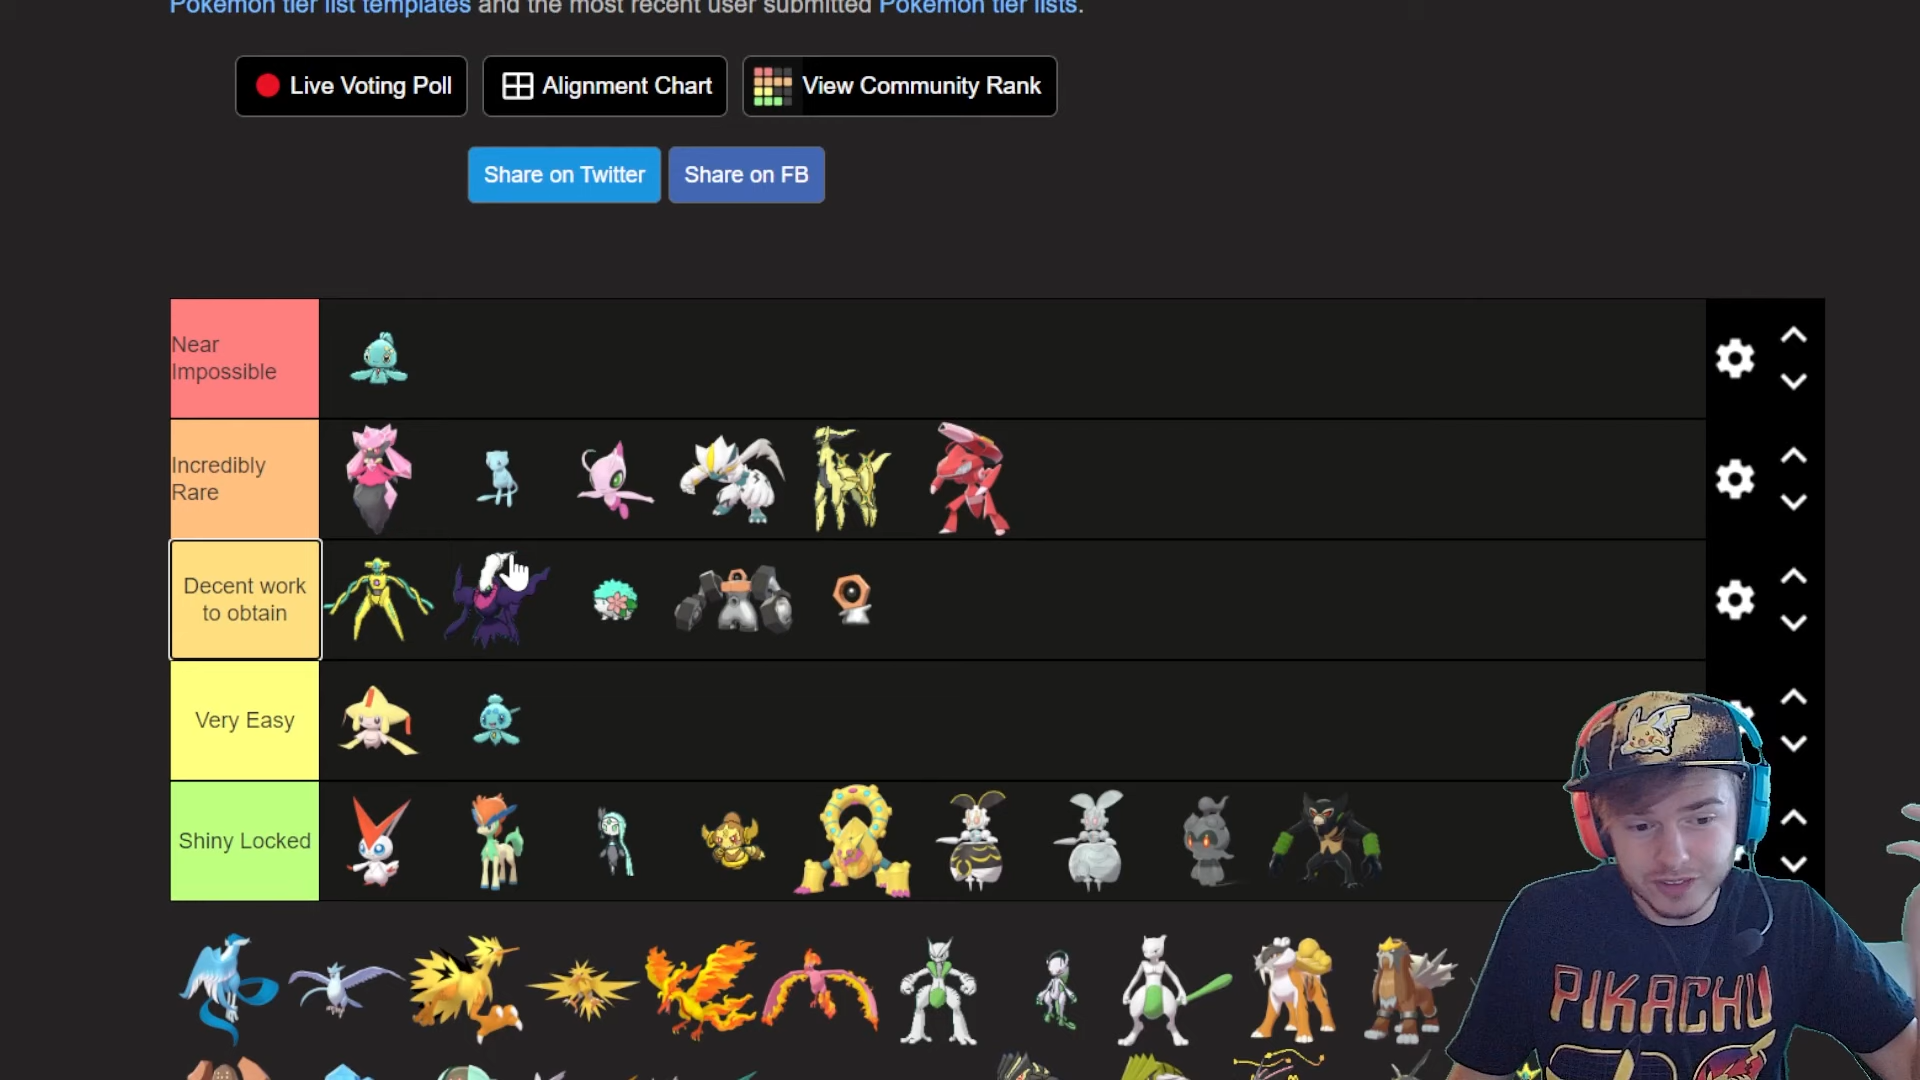 Pokemon tier list templates and the most recent user submitted Pokemon tier lists.
Live Voting Poll
Alignment Chart
View Community Rank
Share on Twitter
Share on FB
Near
Impossible
Incredibly
Rare
Decent work
to obtain
Very Easy
Shiny Locked
PIKACHU